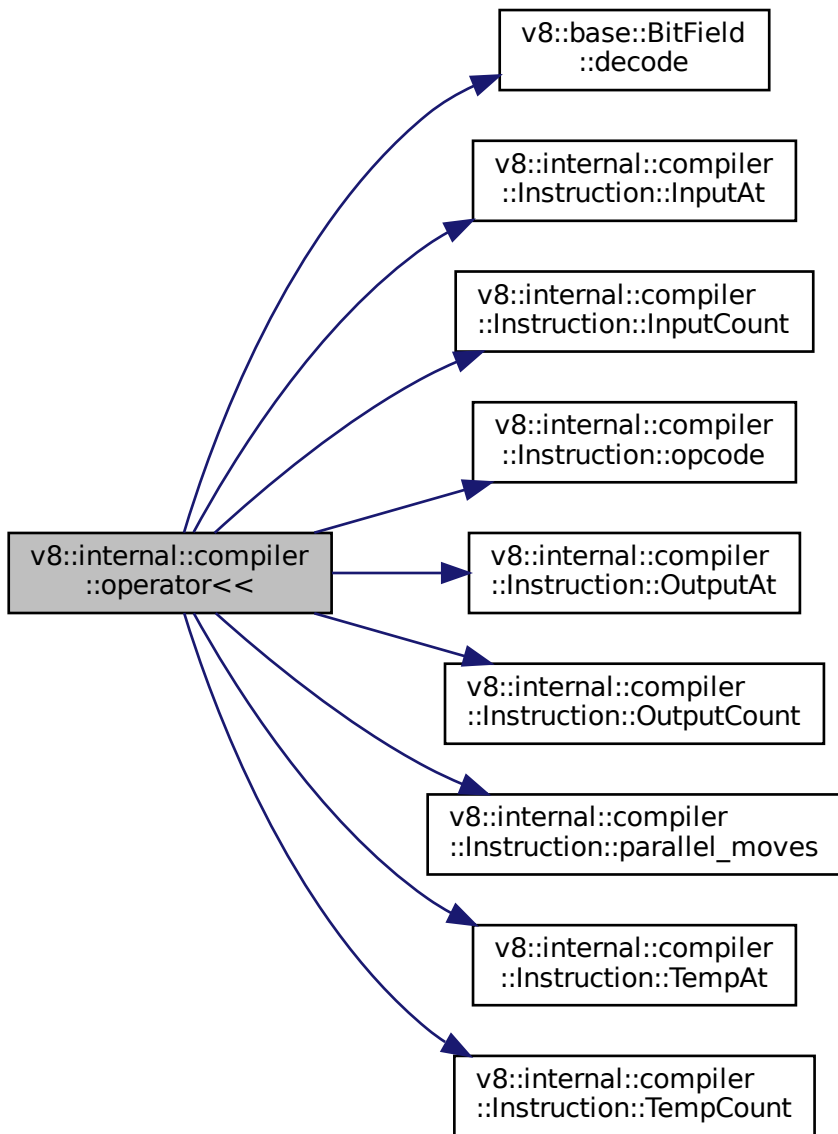 v8::base::BitField
::decode
v8::internal::compiler
::Instruction::InputAt
v8::internal::compiler
::Instruction::InputCount
v8::internal::compiler
::Instruction::opcode
v8::internal::compiler
::operator<<
v8::internal::compiler
::Instruction::OutputAt
v8::internal::compiler
::Instruction::OutputCount
v8::internal::compiler
::Instruction::parallel_moves
v8::internal::compiler
::Instruction::TempAt
v8::internal::compiler
::Instruction::TempCount